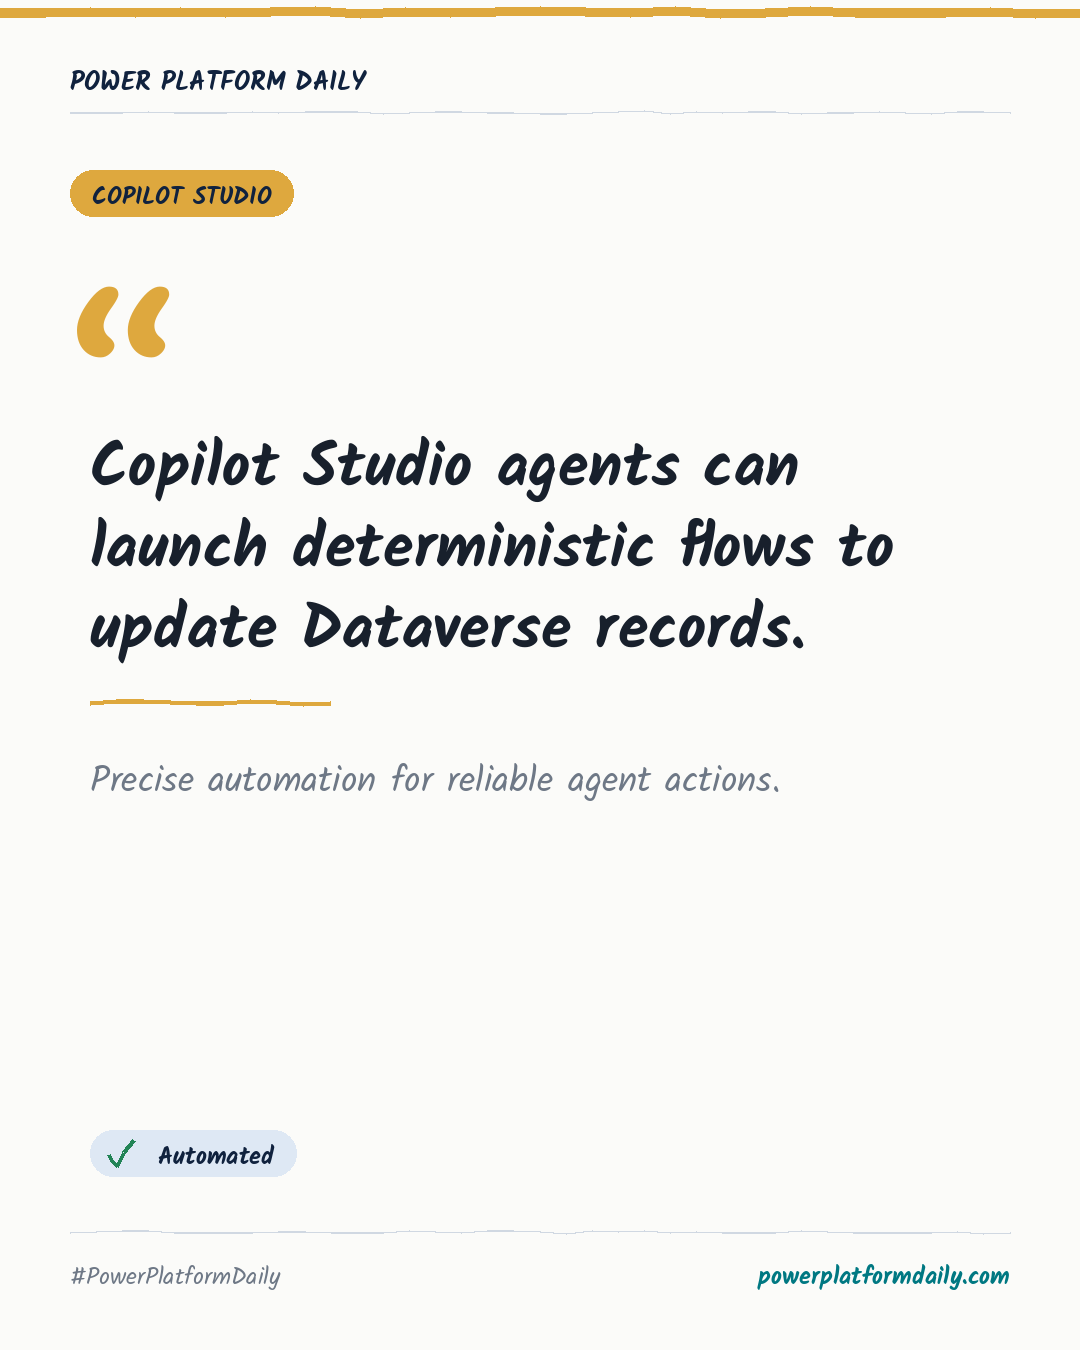 POWER PLATFORM DAILY
COPILOT STUDIO
“
Copilot Studio agents can
launch deterministic flows to
update Dataverse records.
Precise automation for reliable agent actions.
✓ Automated
#PowerPlatformDaily
powerplatformdaily.com